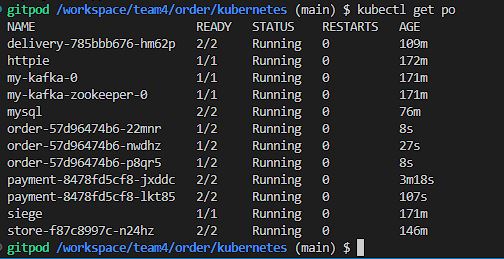 gitpod /workspace/team4/order/kubernetes (main) $ kubectl get po
NAME READY STATUS RESTARTS AGE
delivery-785bbb676-hm62p 2/2 Running 0 109m
httpie 1/1 Running 0 172m
my-kafka-0 1/1 Running 0 171m
my-kafka-zookeeper-0 1/1 Running 0 171m
mysql 2/2 Running 0 76m
order-57d96474b6-22mnr 1/2 Running 0 8s
order-57d96474b6-nwdhz 1/2 Running 0 27s
order-57d96474b6-p8qr5 1/2 Running 0 8s
payment-8478fd5cf8-jxddc 2/2 Running 0 3m18s
payment-8478fd5cf8-lkt85 2/2 Running 0 107s
siege 1/1 Running 0 171m
store-f87c8997c-n24hz 2/2 Running 0 146m
gitpod /workspace/team4/order/kubernetes (main) $